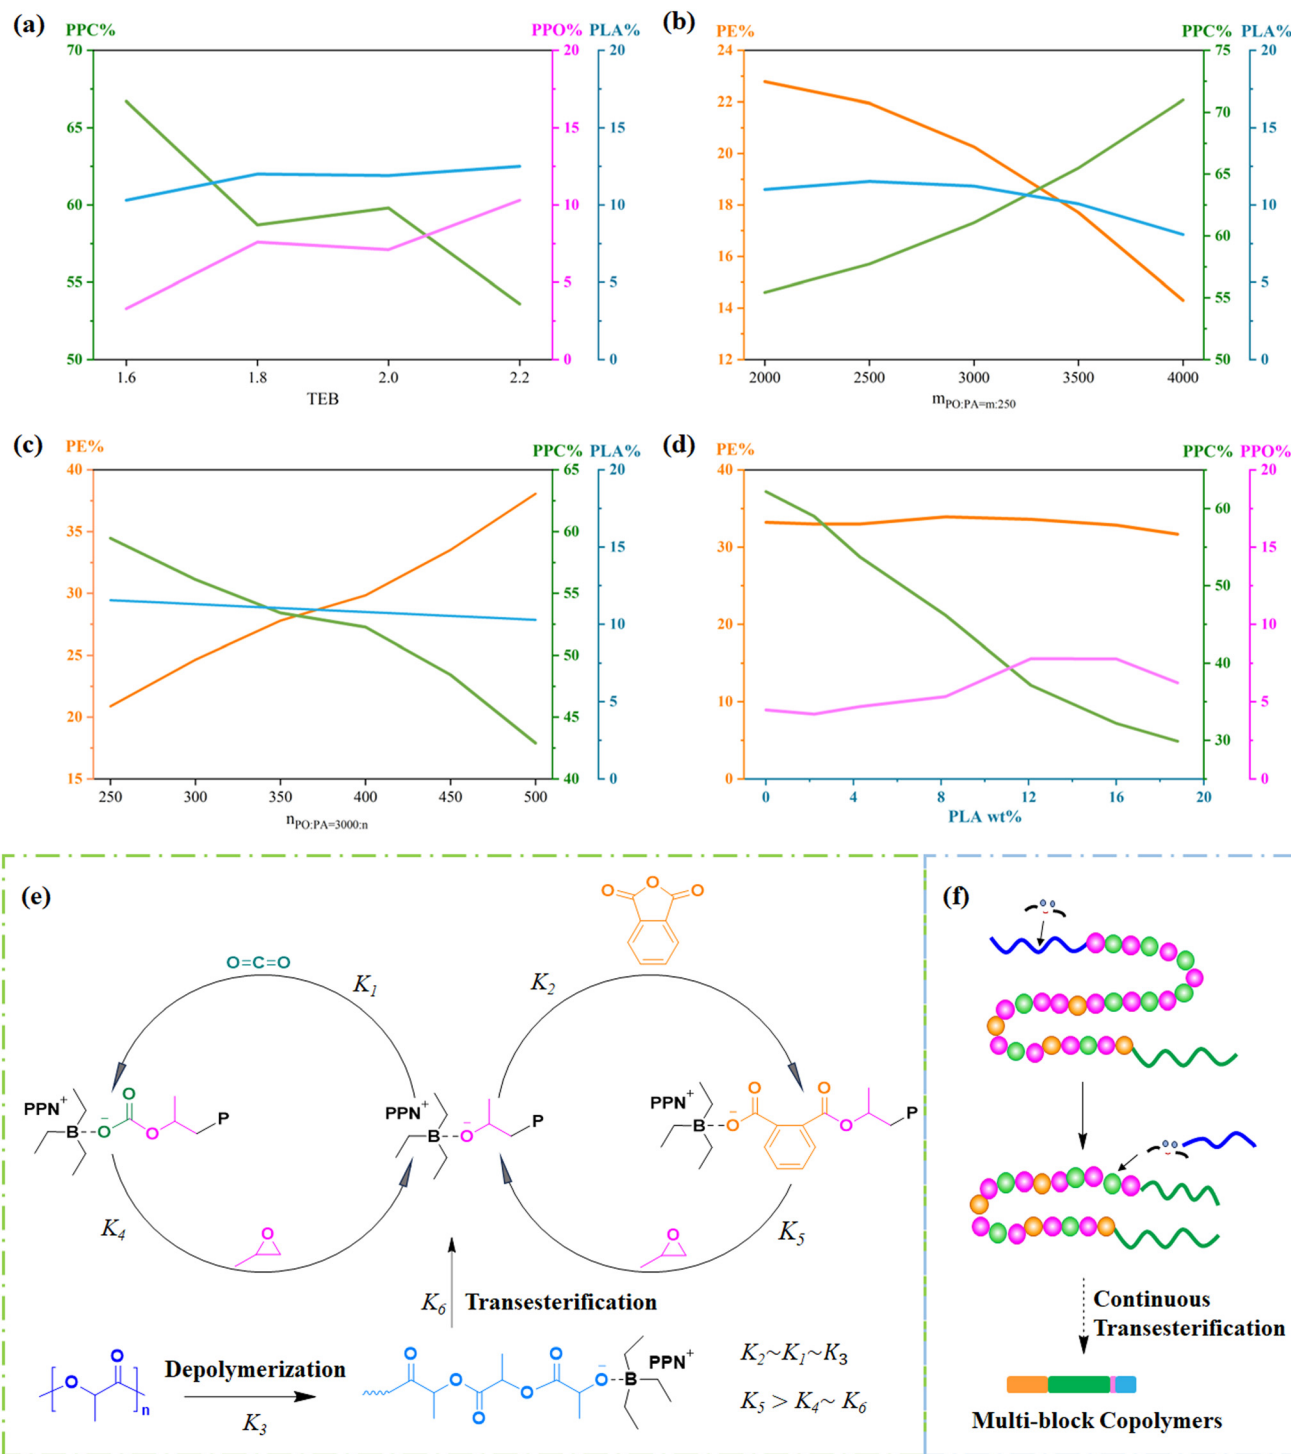 (a)
PPC%
PPO% PLA%
70
65
60
55
50
20
15
10
5
0
20
15
10
5
0
1.6 1.8 2.0 2.2
TEB
(b)
PE%
PPC%
PLA%
24
22
20
18
16
14
12
75
70
65
60
55
50
20
15
10
5
0
2000 2500 3000 3500 4000
mPO:PA=m:250
(c)
PE%
PPC% PLA%
40
35
30
25
20
15
65
60
55
50
45
40
20
15
10
5
0
250 300 350 400 450 500
nPO:PA=3000:n
(d)
PE%
PPC% PPO%
40
30
20
10
0
60
50
40
30
20
15
10
5
0
0 4 8 12 16 20
PLA wt%
(e)
O=C=O
K1
K2
O
O
O
PPN+
B
O
−
O
O
P
PPN+
B
O
−
P
PPN+
B
O
−
O
O
O
P
K4
O
O
K5
K6
Transesterification
O
O
n
Depolymerization
K3
O
O
O
O
O
O
−
B
PPN+
K2~K1~K3
K5 > K4~ K6
(f)
Continuous
Transesterification
Multi-block Copolymers